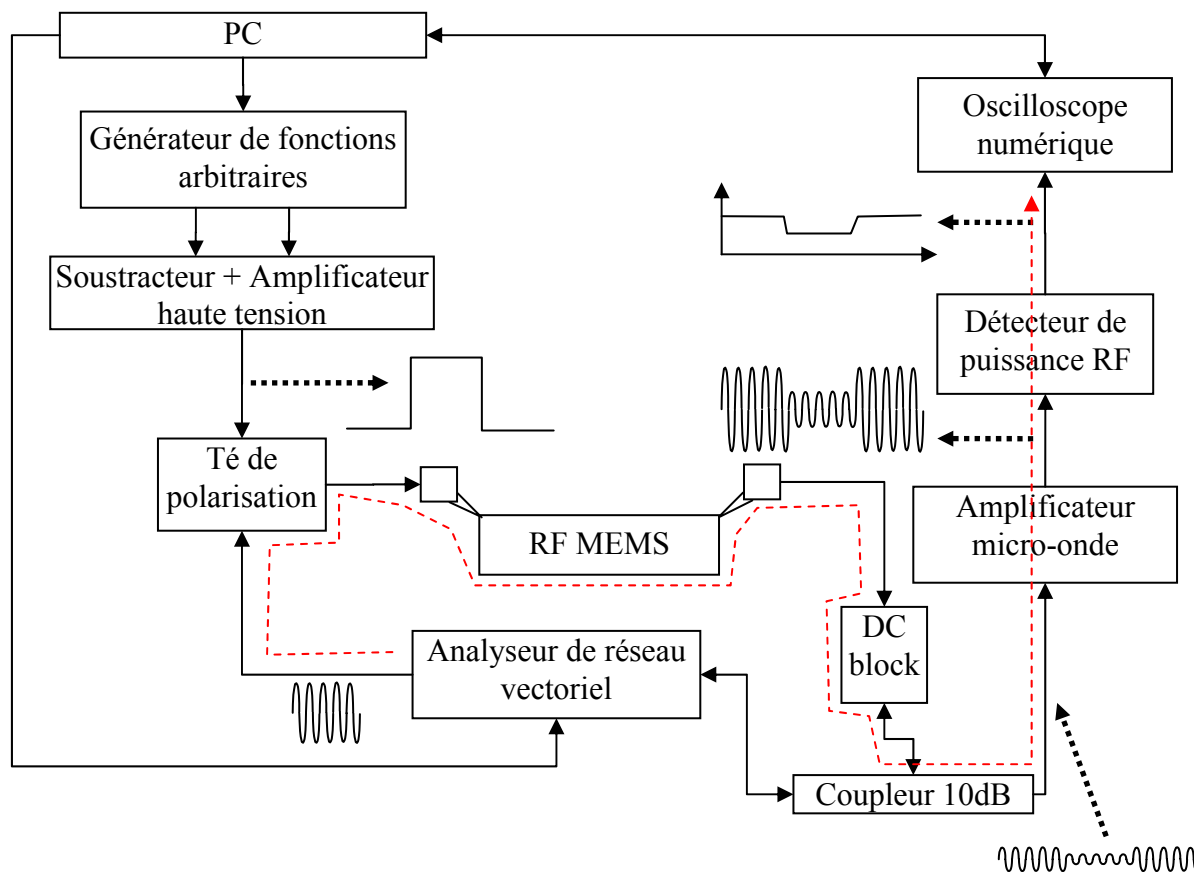 PC
Générateur de fonctions
arbitraires
Soustracteur + Amplificateur
haute tension
Té de
polarisation
RF MEMS
Analyseur de réseau
vectoriel
DC
block
Coupleur 10dB
Amplificateur
micro-onde
Détecteur de
puissance RF
Oscilloscope
numérique